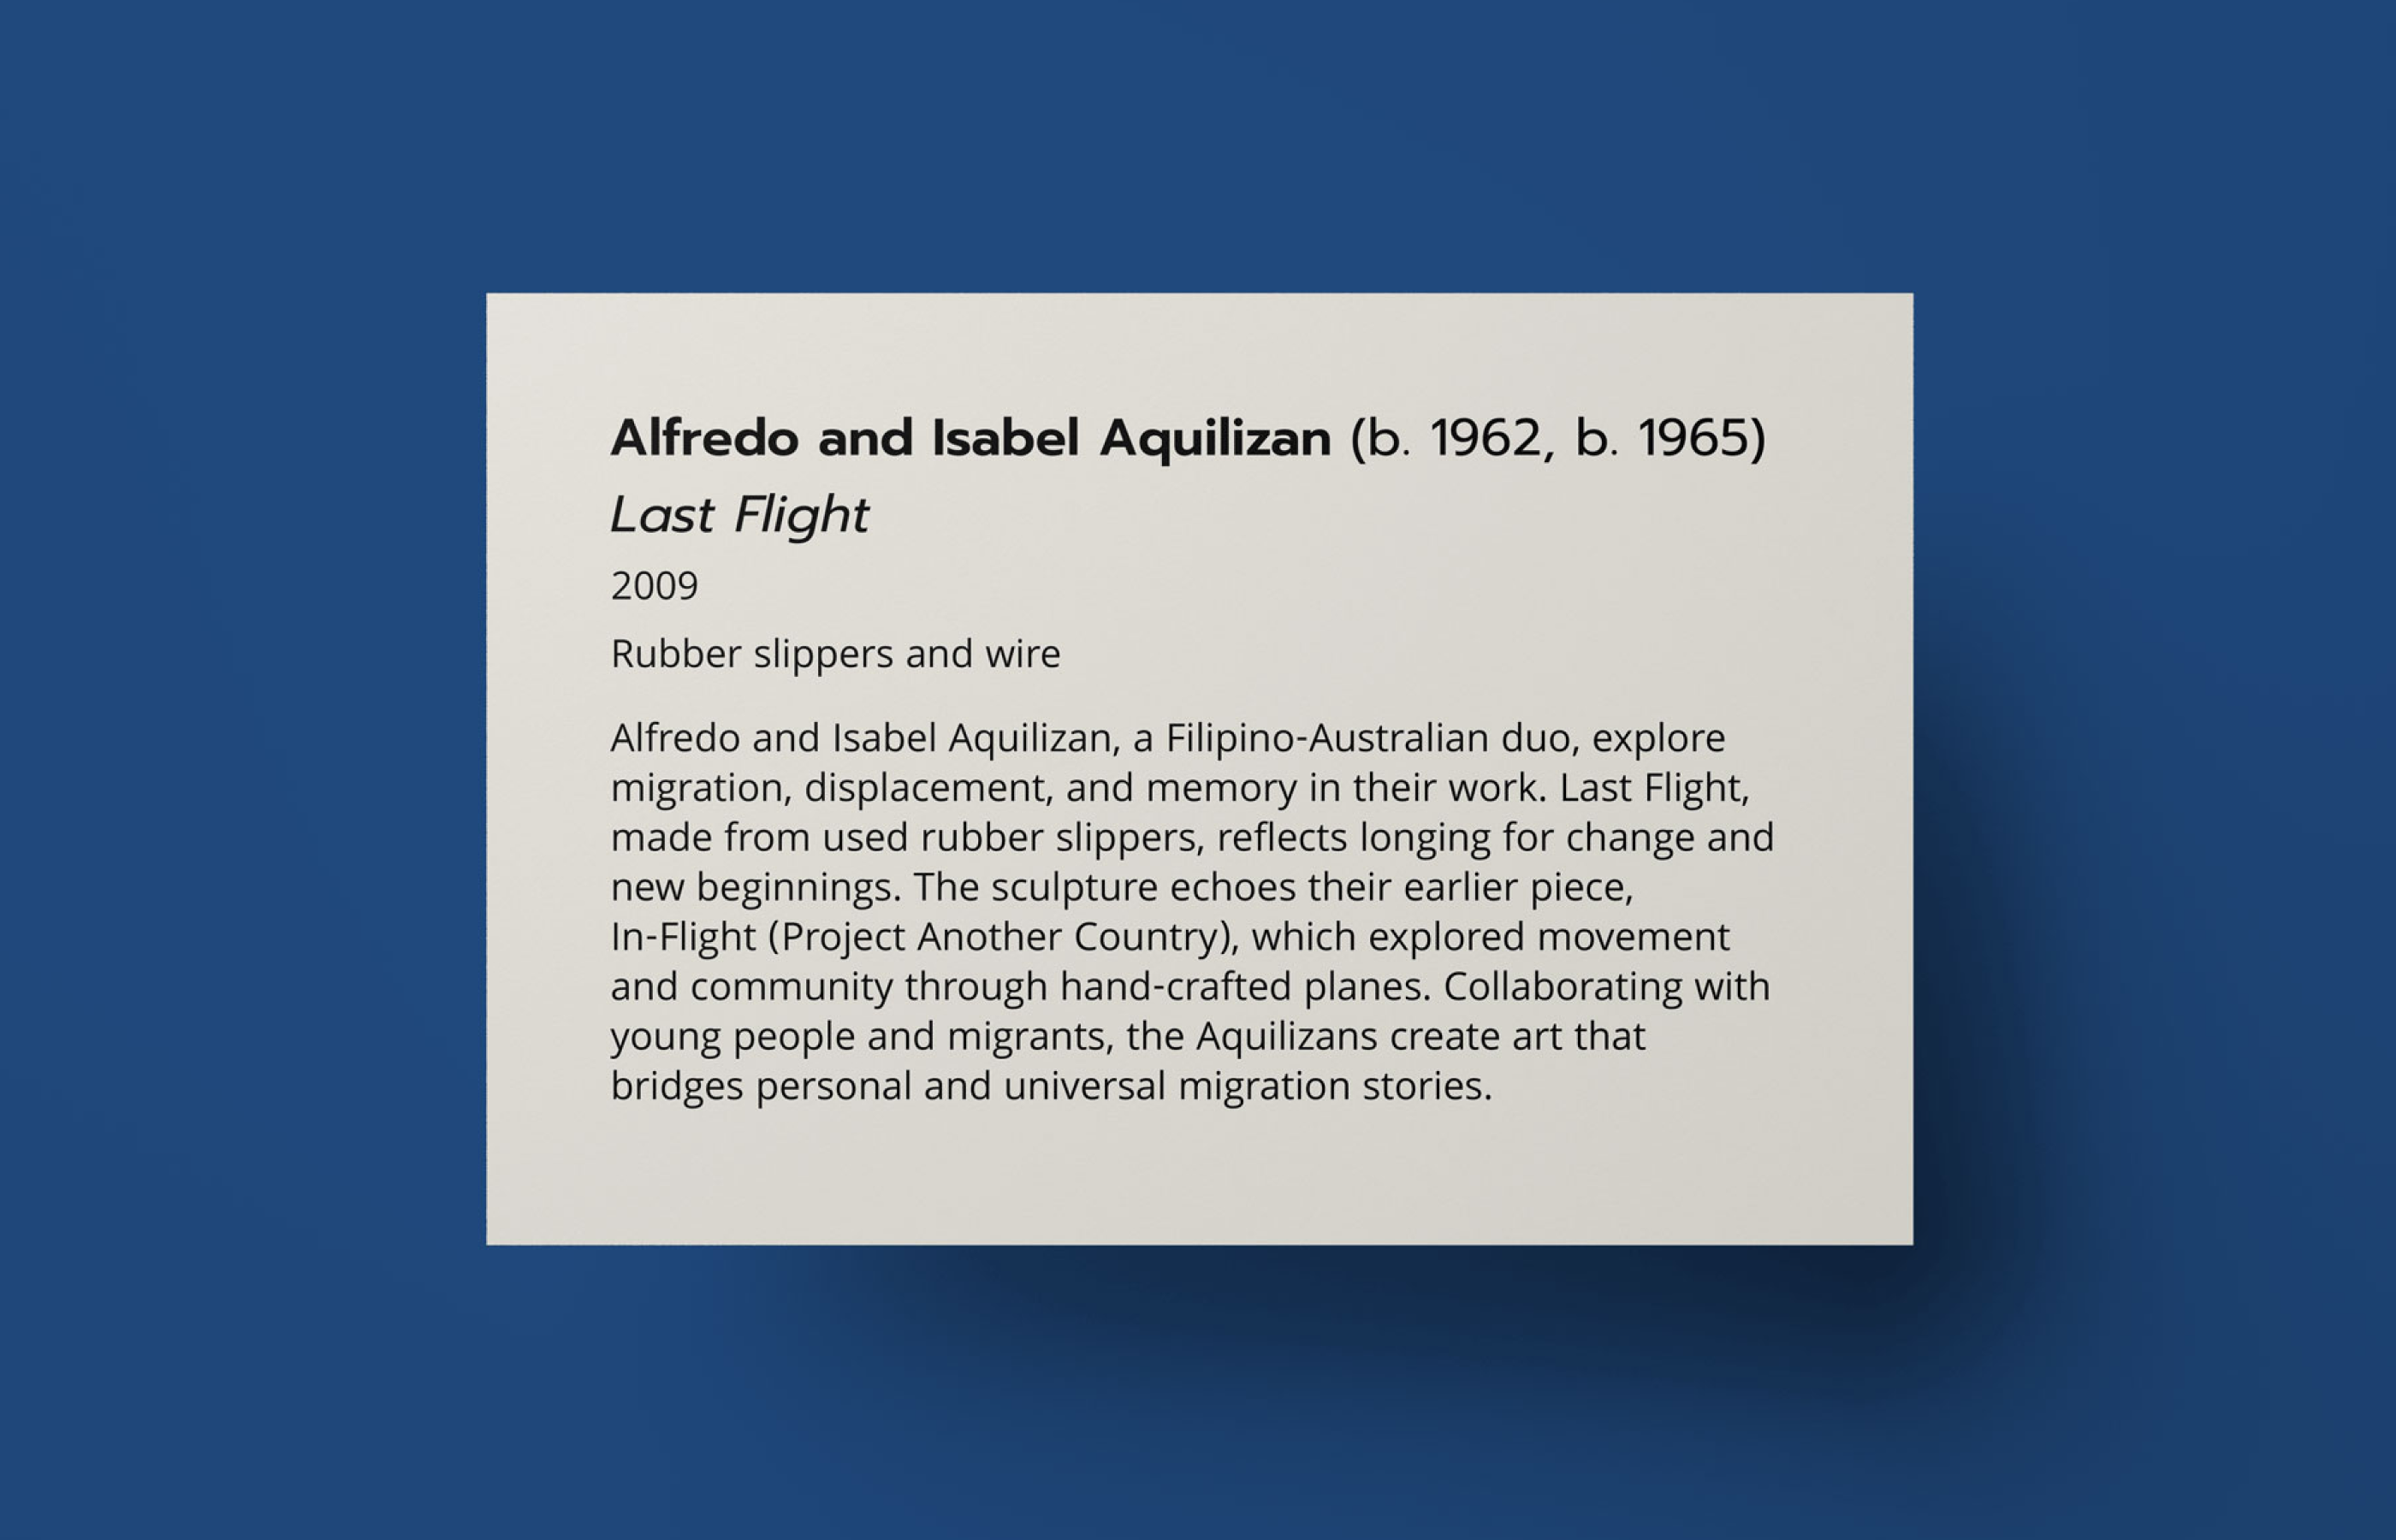 Alfredo and Isabel Aquilizan (b. 1962, b. 1965)
Last Flight
2009
Rubber slippers and wire
Alfredo and Isabel Aquilizan, a Filipino-Australian duo, explore
migration, displacement, and memory in their work. Last Flight,
made from used rubber slippers, reflects longing for change and
new beginnings. The sculpture echoes their earlier piece,
In-Flight (Project Another Country), which explored movement
and community through hand-crafted planes. Collaborating with
young people and migrants, the Aquilizans create art that
bridges personal and universal migration stories.